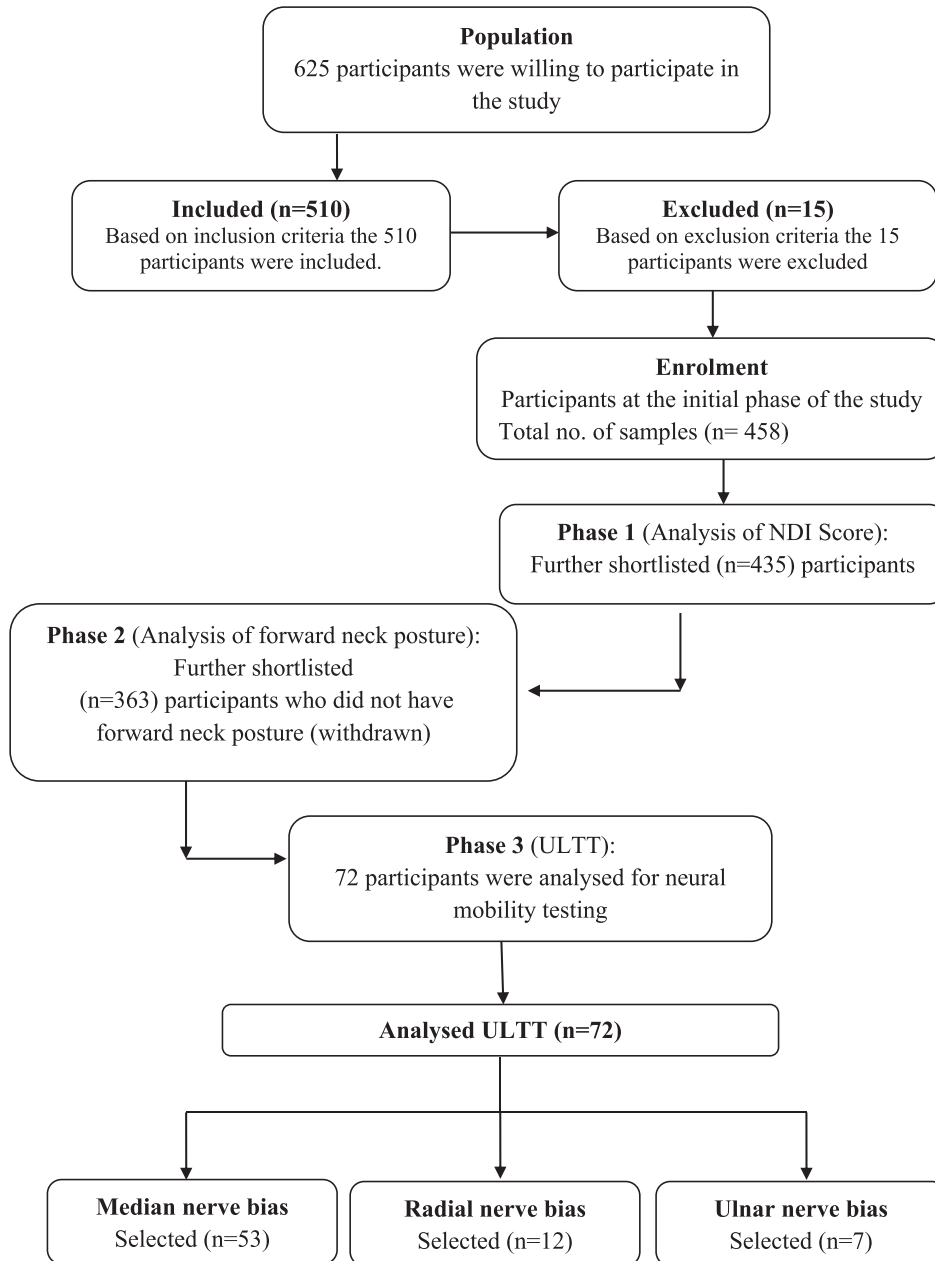 Population
625 participants were willing to participate in
the study
Included (n=510)
Based on inclusion criteria the 510
participants were included.
Excluded (n=15)
Based on exclusion criteria the 15
participants were excluded
Enrolment
Participants at the initial phase of the study
Total no. of samples (n= 458)
Phase 1 (Analysis of NDI Score):
Further shortlisted (n=435) participants
Phase 2 (Analysis of forward neck posture):
Further shortlisted
(n=363) participants who did not have
forward neck posture (withdrawn)
Phase 3 (ULTT):
72 participants were analysed for neural
mobility testing
Analysed ULTT (n=72)
Median nerve bias
Selected (n=53)
Radial nerve bias
Selected (n=12)
Ulnar nerve bias
Selected (n=7)